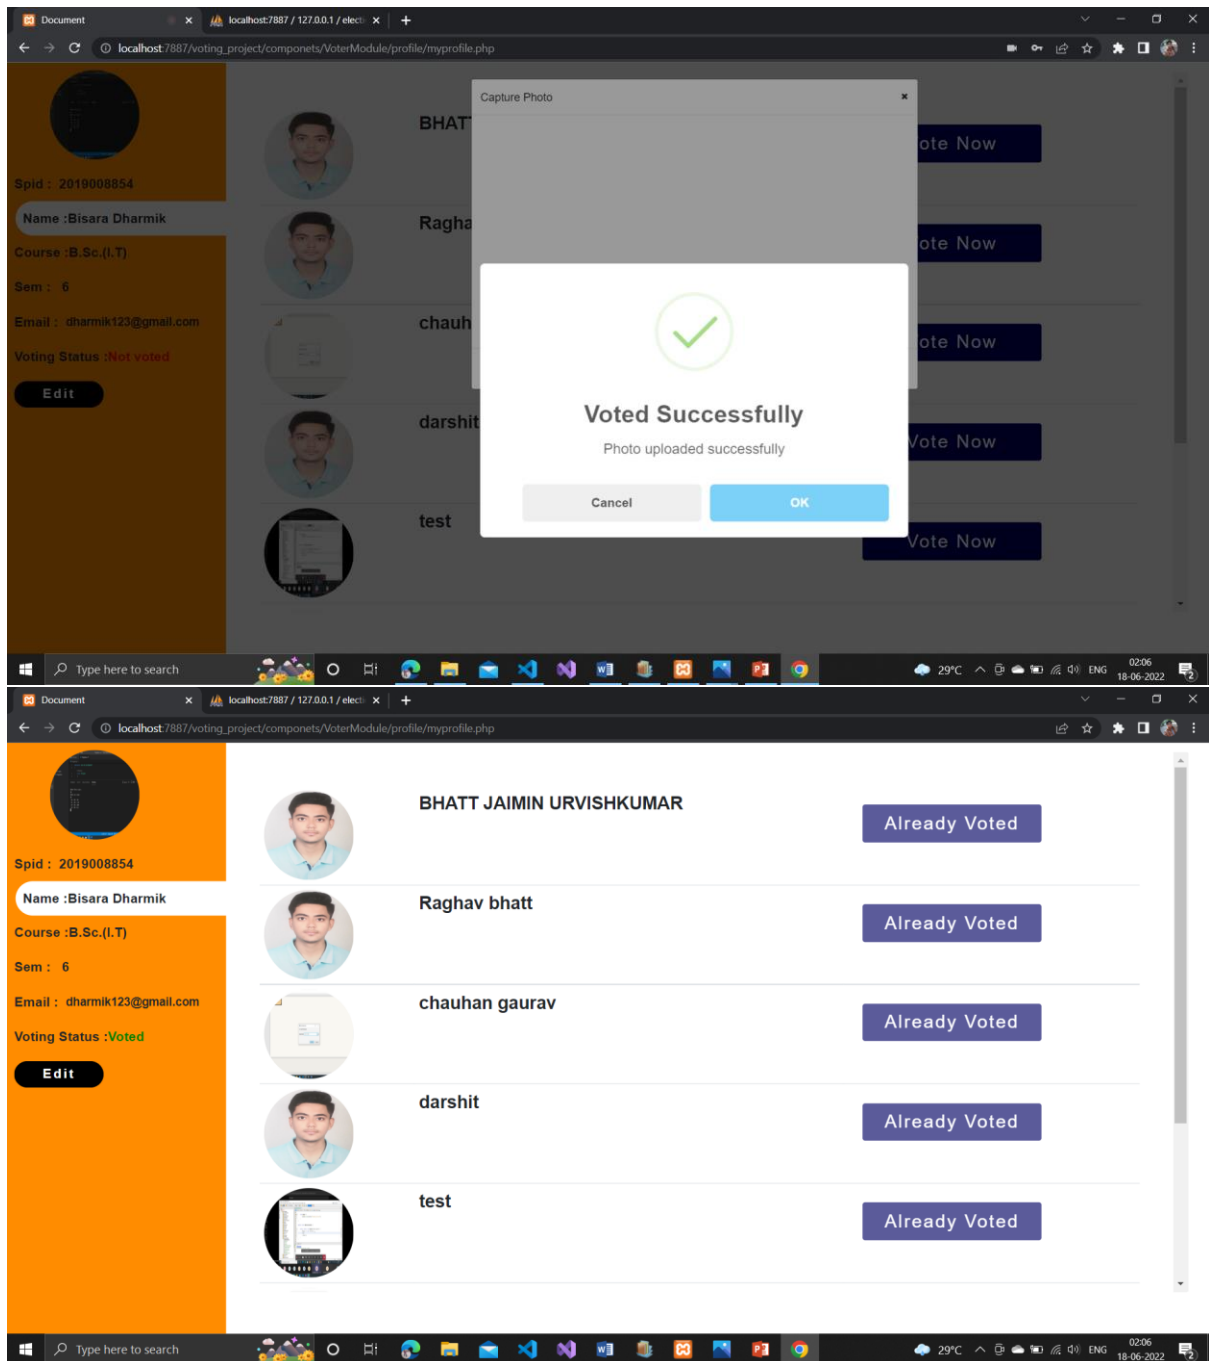 Document
localhost:7887 / 127.0.0.1 / electi
localhost:7887/voting_project/componets/VoterModule/profile/myprofile.php
Capture Photo
BHAT
Vote Now
Spid : 2019008854
Name :Bisara Dharmik
Ragha
ote Now
Course :B.Sc.(I.T)
Sem : 6
Email : dharmik123@gmail.com
chauh
ote Now
Voting Status :Not voted
Edit
Voted Successfully
darshit
Vote Now
Photo uploaded successfully
Cancel
OK
test
Vote Now
Type here to search
29°C
ENG
02:06
18-06-2022
2
Document
localhost:7887 / 127.0.0.1 / electi
localhost:7887/voting_project/componets/VoterModule/profile/myprofile.php
BHATT JAIMIN URVISHKUMAR
Already Voted
Spid : 2019008854
Name :Bisara Dharmik
Raghav bhatt
Already Voted
Course :B.Sc.(I.T)
Sem : 6
Email : dharmik123@gmail.com
chauhan gaurav
Already Voted
Voting Status :Voted
Edit
darshit
Already Voted
test
Already Voted
Type here to search
29°C
ENG
02:06
18-06-2022
2